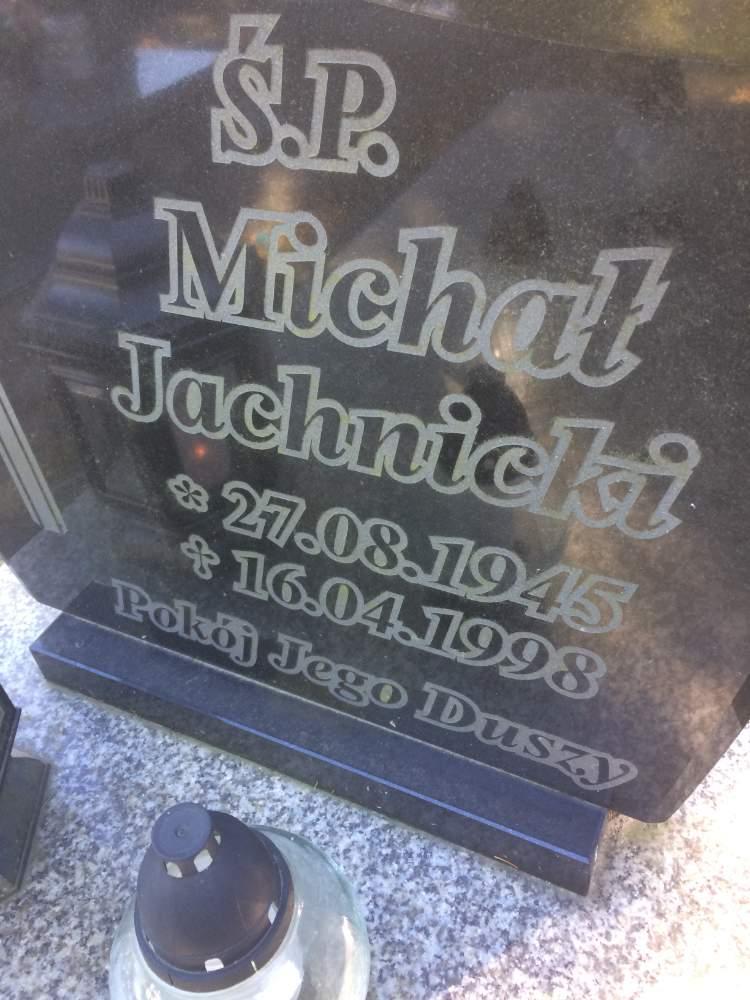 Ś.P.
Michał
Jachnicki
* 27.08.1945
✝ 16.04.1998
Pokój Jego Duszy